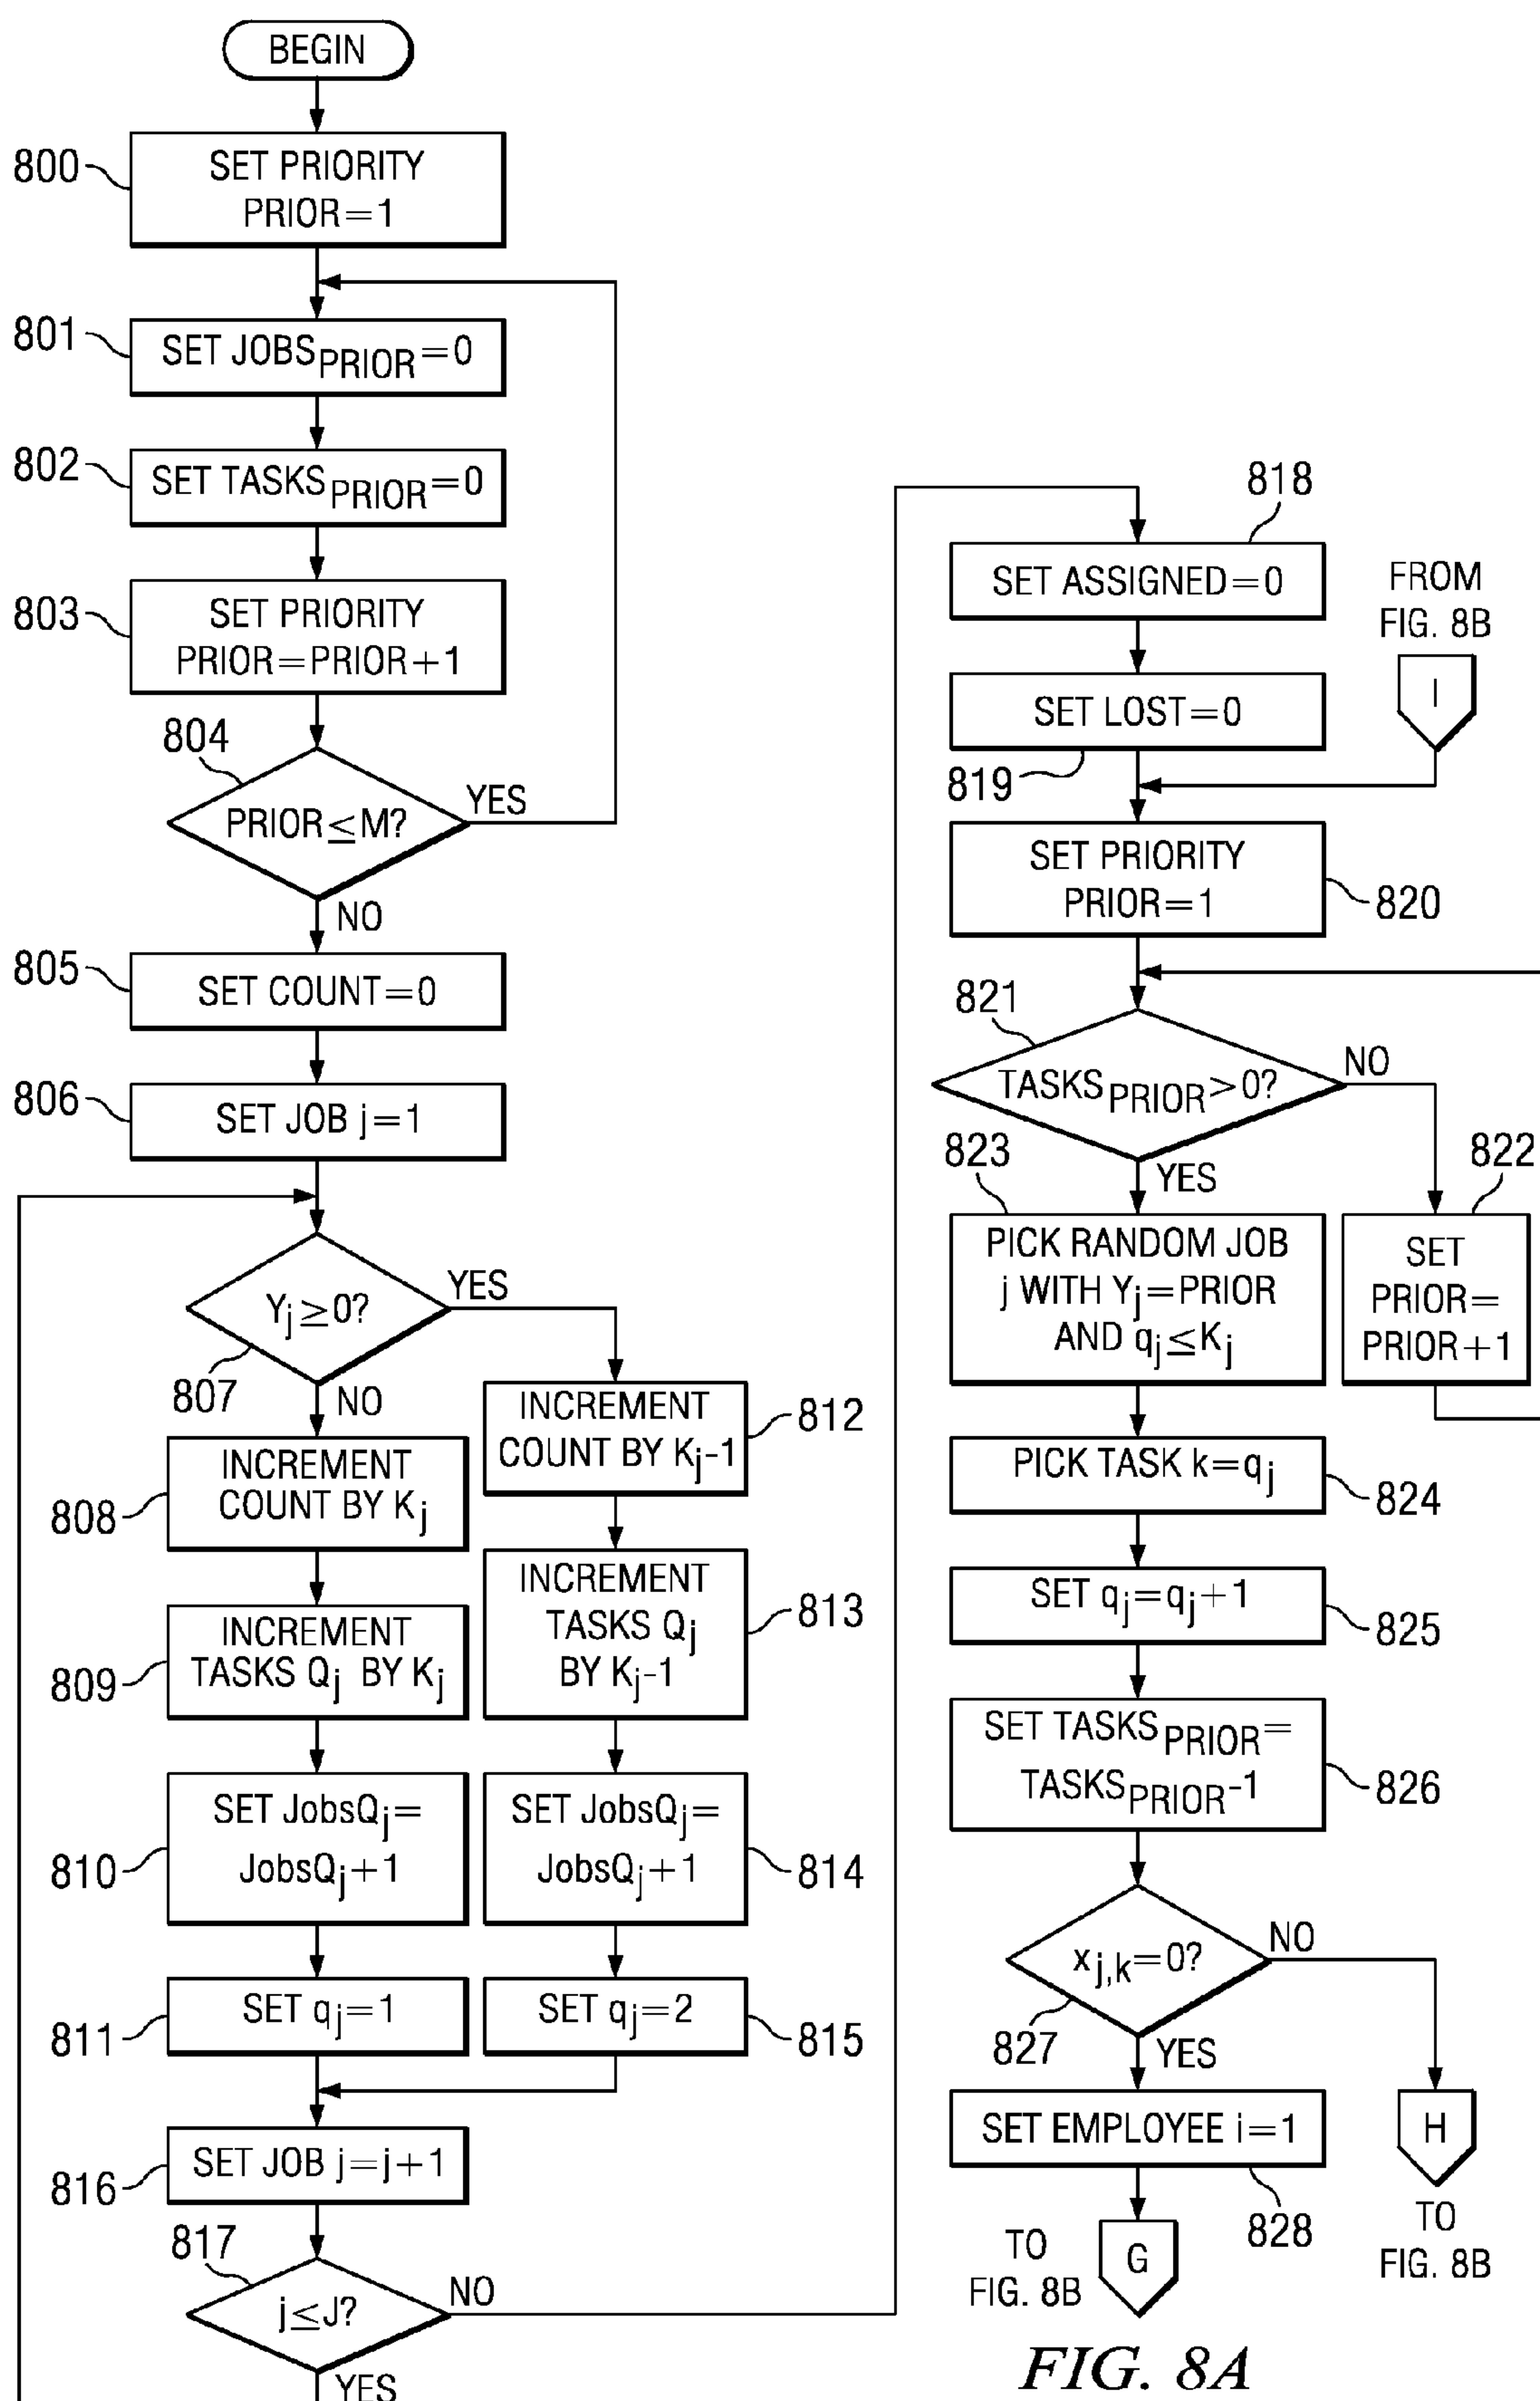 BEGIN
800
SET PRIORITY
PRIOR=1
801
SET JOBS PRIOR=0
802
SET TASKS PRIOR=0
803
SET PRIORITY
PRIOR=PRIOR+1
804
PRIOR≤M?
YES
NO
805
SET COUNT=0
806
SET JOB j=1
Yj≥0?
YES
807
NO
808
INCREMENT
COUNT BY Kj
809
INCREMENT
TASKS Qj BY Kj
810
SET JobsQj=
JobsQj+1
811
SET qj=1
INCREMENT
COUNT BY Kj-1
812
INCREMENT
TASKS Qj
BY Kj-1
813
SET JobsQj=
JobsQj+1
814
SET qj=2
815
816
SET JOB j=j+1
817
j≤J?
NO
YES
818
SET ASSIGNED=0
SET LOST=0
819
FROM
FIG. 8B
I
SET PRIORITY
PRIOR=1
820
821
TASKS PRIOR>0?
NO
YES
822
SET
PRIOR=
PRIOR+1
823
PICK RANDOM JOB
j WITH Yj=PRIOR
AND qj≤Kj
PICK TASK k=qj
824
SET qj=qj+1
825
SET TASKS PRIOR=
TASKS PRIOR-1
826
xj,k=0?
NO
827
YES
SET EMPLOYEE i=1
828
H
TO
FIG. 8B
TO
FIG. 8B
G
FIG. 8A